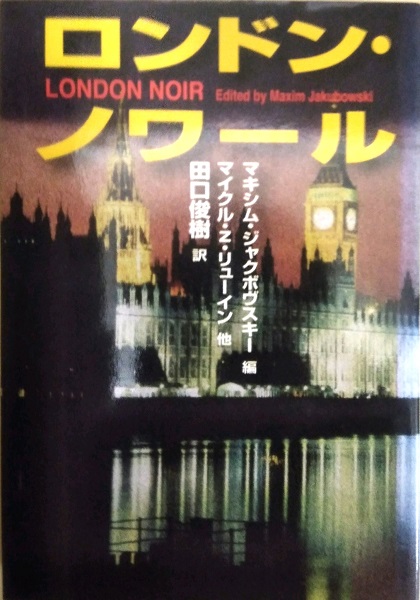 ロンドン・
LONDON NOIR Edited by Maxim Jakubowski
ノワール
マキシム・ジャクボヴスキー 編
マイクル・Z・リューイン 他
田口俊樹 訳